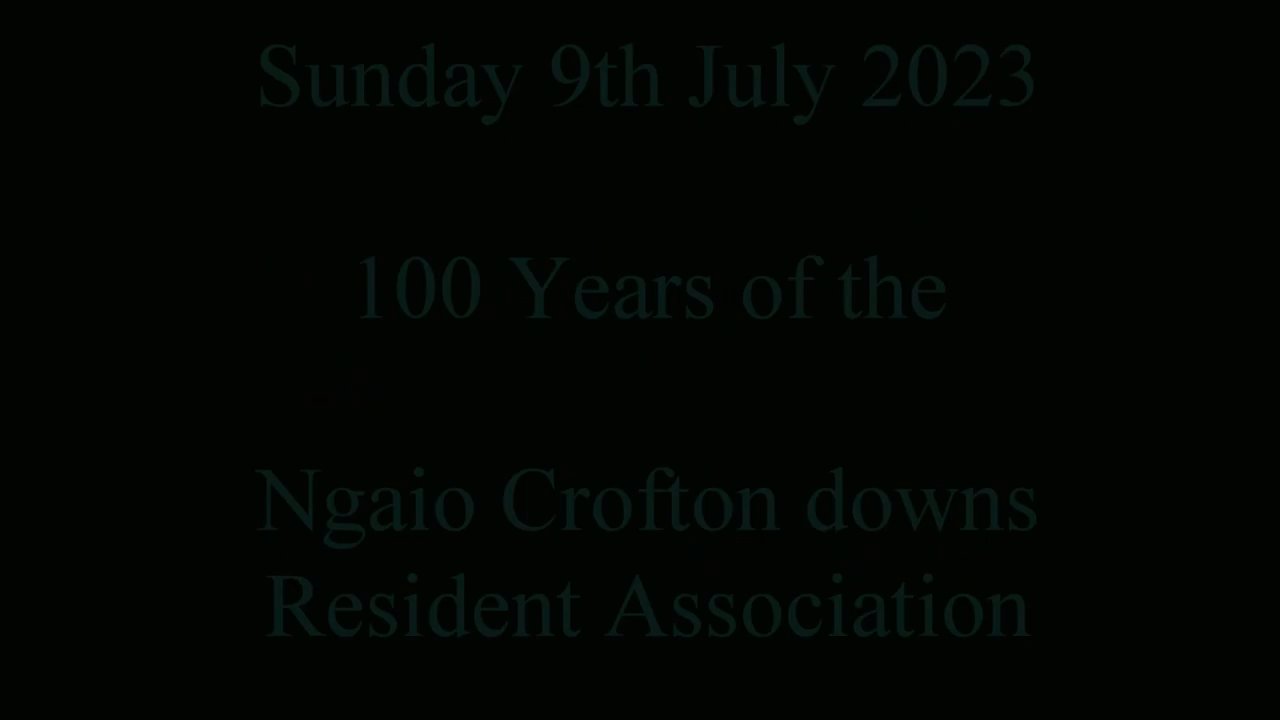 Sunday 9th July 2023
100 Years of the
Ngaio Crofton downs
Resident Association